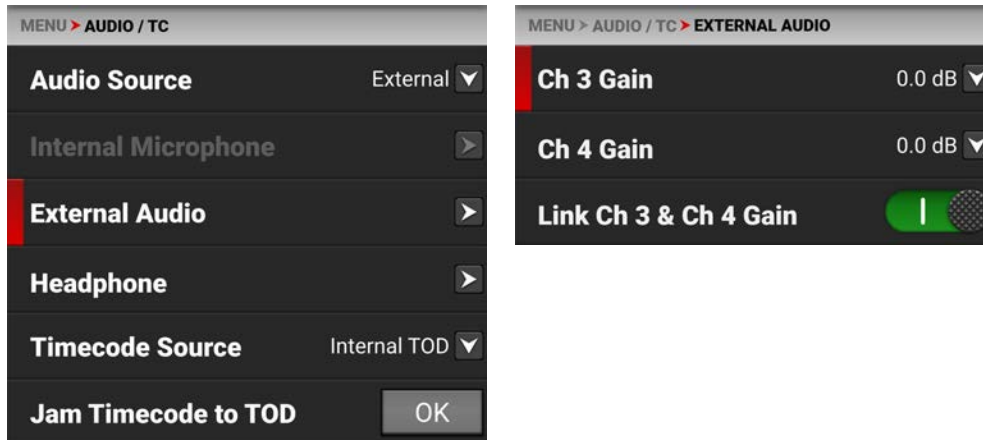 MENU > AUDIO / TC
Audio Source External
Internal Microphone
External Audio
Headphone
Timecode Source Internal TOD
Jam Timecode to TOD OK
MENU > AUDIO / TC > EXTERNAL AUDIO
Ch 3 Gain 0.0 dB
Ch 4 Gain 0.0 dB
Link Ch 3 & Ch 4 Gain